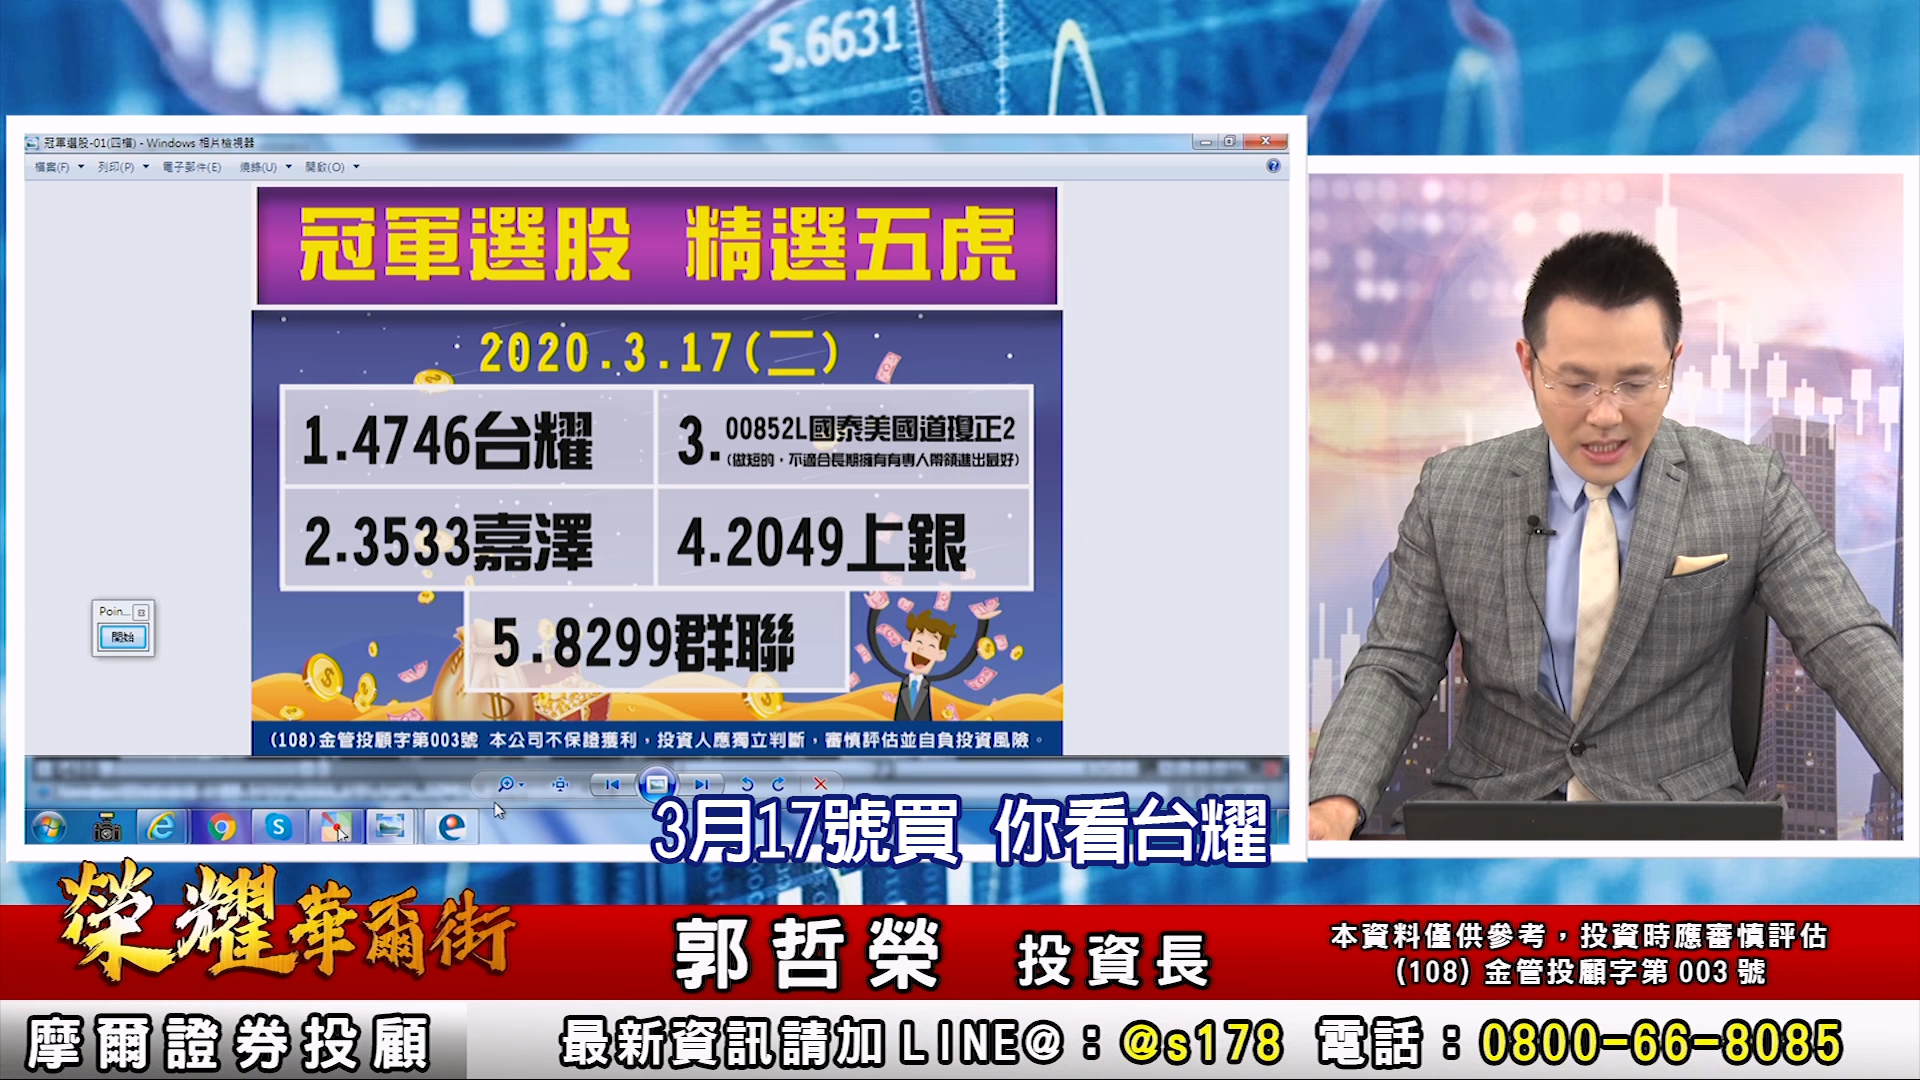 5.6631
冠軍選股-01(四檔) - Windows 相片檢視器
檔案(F) 列印(P) 電子郵件(E) 燒錄(U) 開啟(O)
冠軍選股 精選五虎
2020.3.17(二)
1.4746台耀
3.00852L國泰美國道瓊正2
(做短的，不適合長期擁有有專人帶領進出最好)
2.3533嘉澤
4.2049上銀
5.8299群聯
Poin...
開始
(108)金管投顧字第003號 本公司不保證獲利，投資人應獨立判斷，審慎評估並自負投資風險。
3月17號買 你看台耀
榮耀華爾街
郭哲榮 投資長
本資料僅供參考，投資時應審慎評估
(108) 金管投顧字第 003 號
摩爾證券投顧
最新資訊請加LINE@：@s178 電話：0800-66-8085